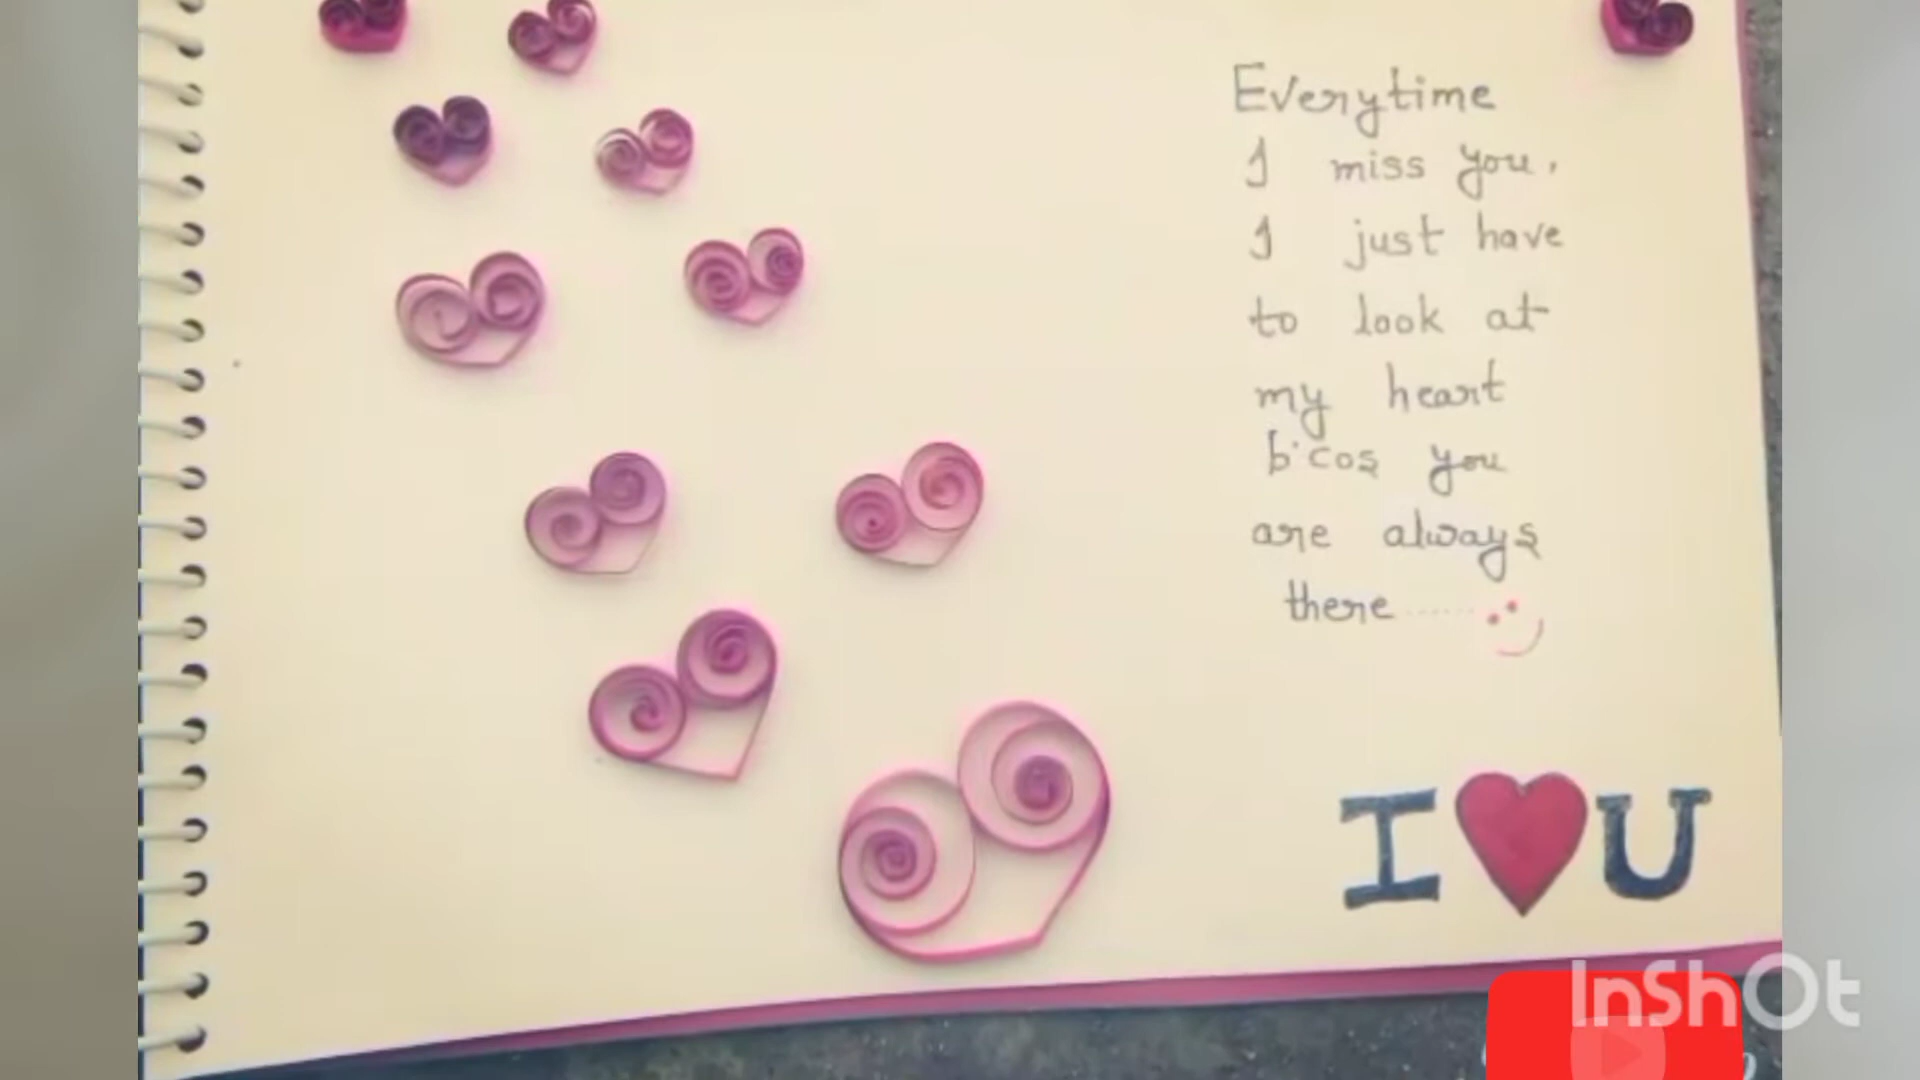 Everytime
I miss you,
I just have
to look at
my heart
b'cos you
are always
there ...... :)
I ♥ U
InShOt